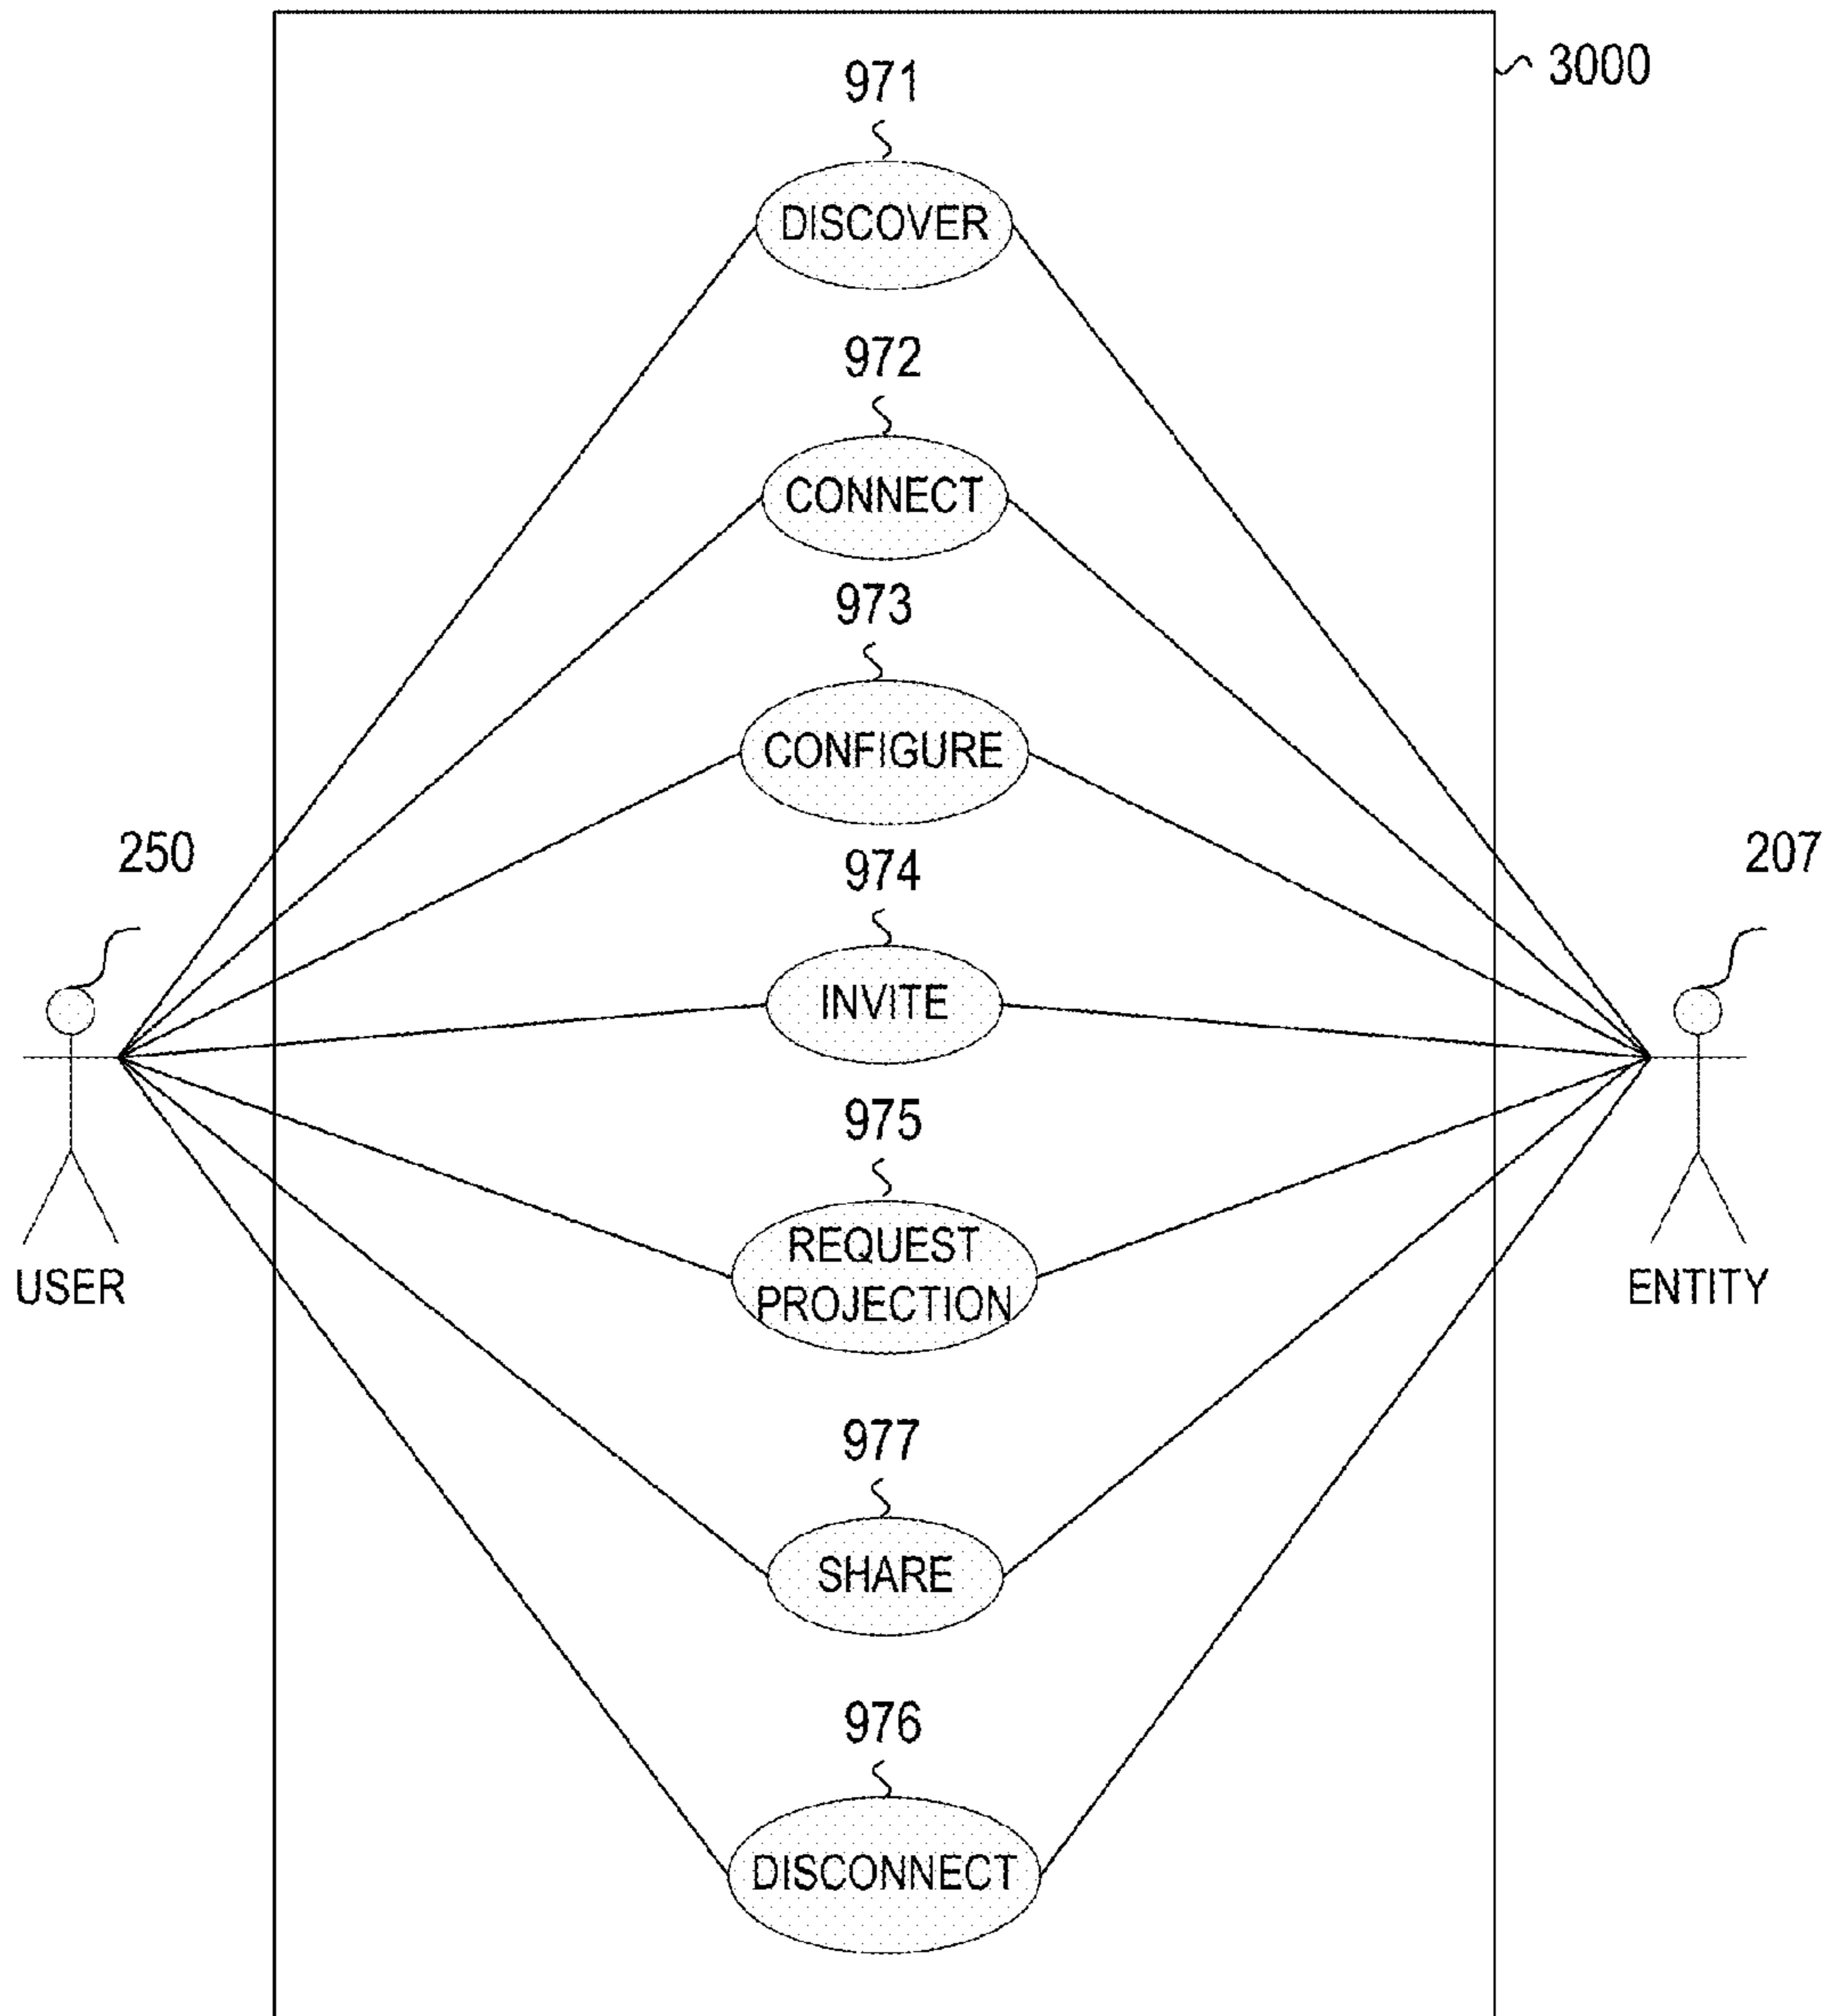 3000
971
DISCOVER
972
CONNECT
973
CONFIGURE
250
974
207
INVITE
975
REQUEST
PROJECTION
USER
ENTITY
977
SHARE
976
DISCONNECT